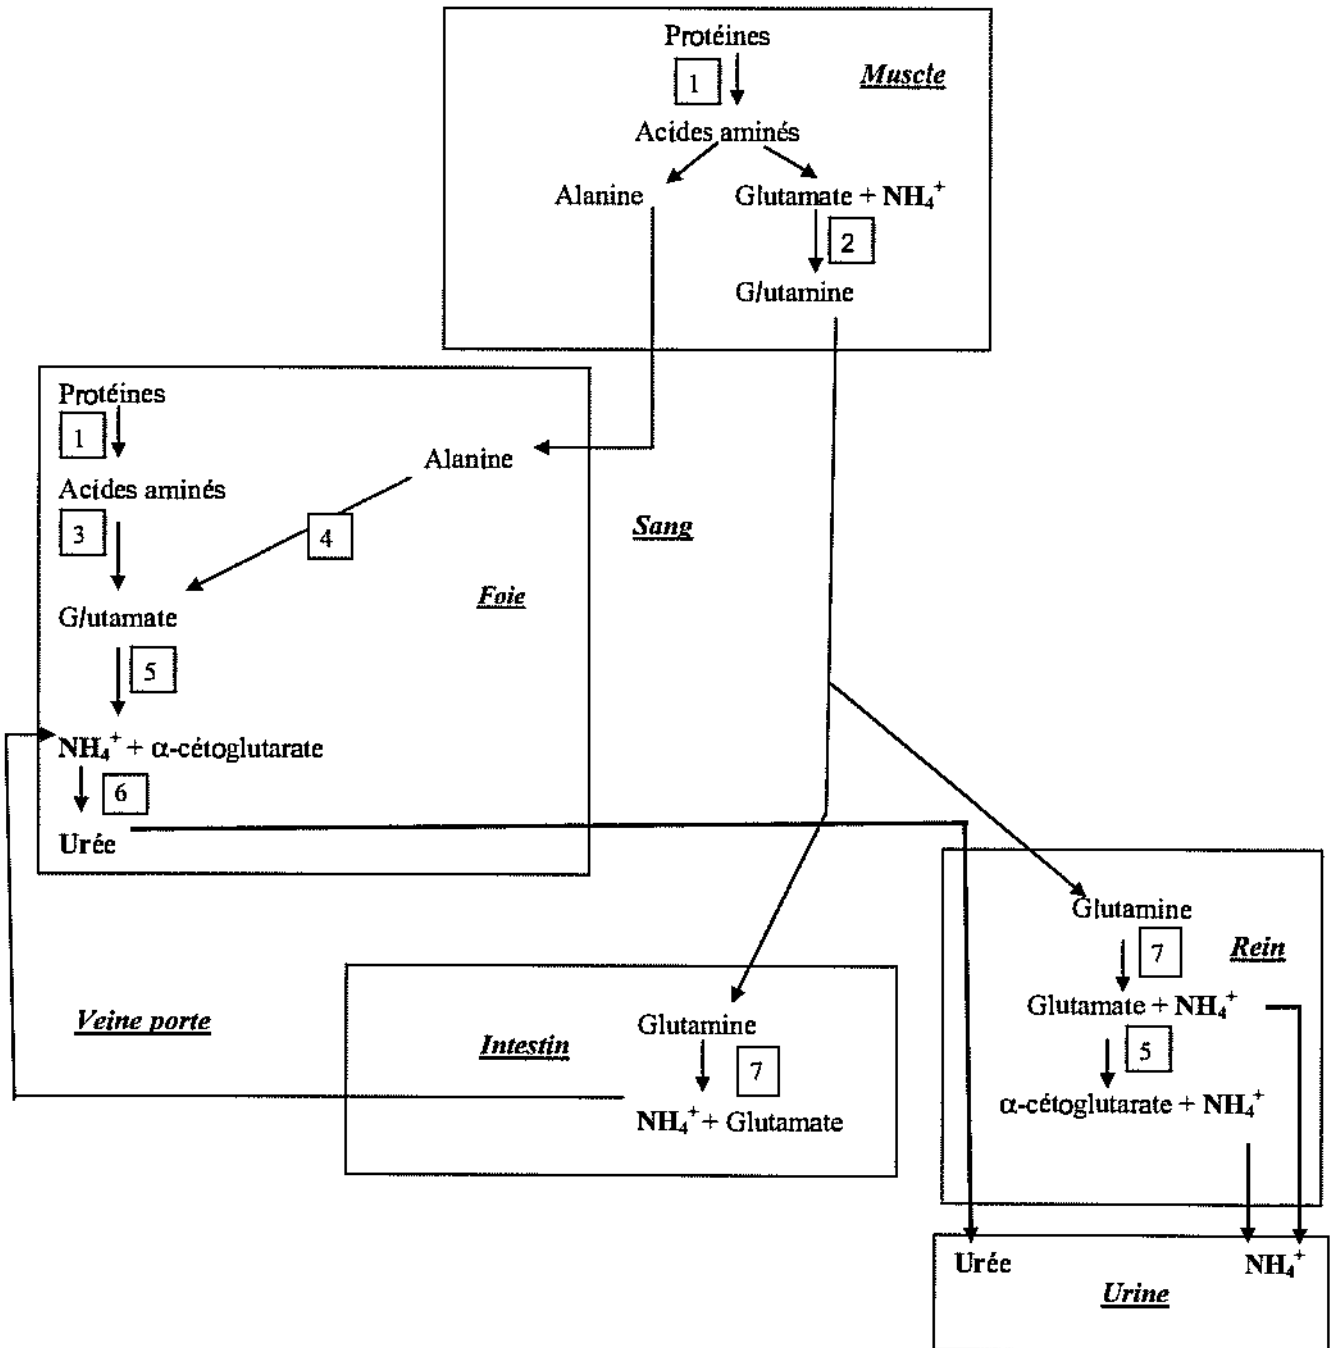 Protéines
1
Muscle
Acides aminés
Alanine
Glutamate + NH₄⁺
2
Glutamine
Protéines
1
Alanine
Acides aminés
3
4
Sang
Foie
Glutamate
5
NH₄⁺ + α-cétoglutarate
6
Urée
Glutamine
7
Rein
Glutamate + NH₄⁺
5
α-cétoglutarate + NH₄⁺
Veine porte
Intestin
Glutamine
7
NH₄⁺ + Glutamate
Urée
NH₄⁺
Urine